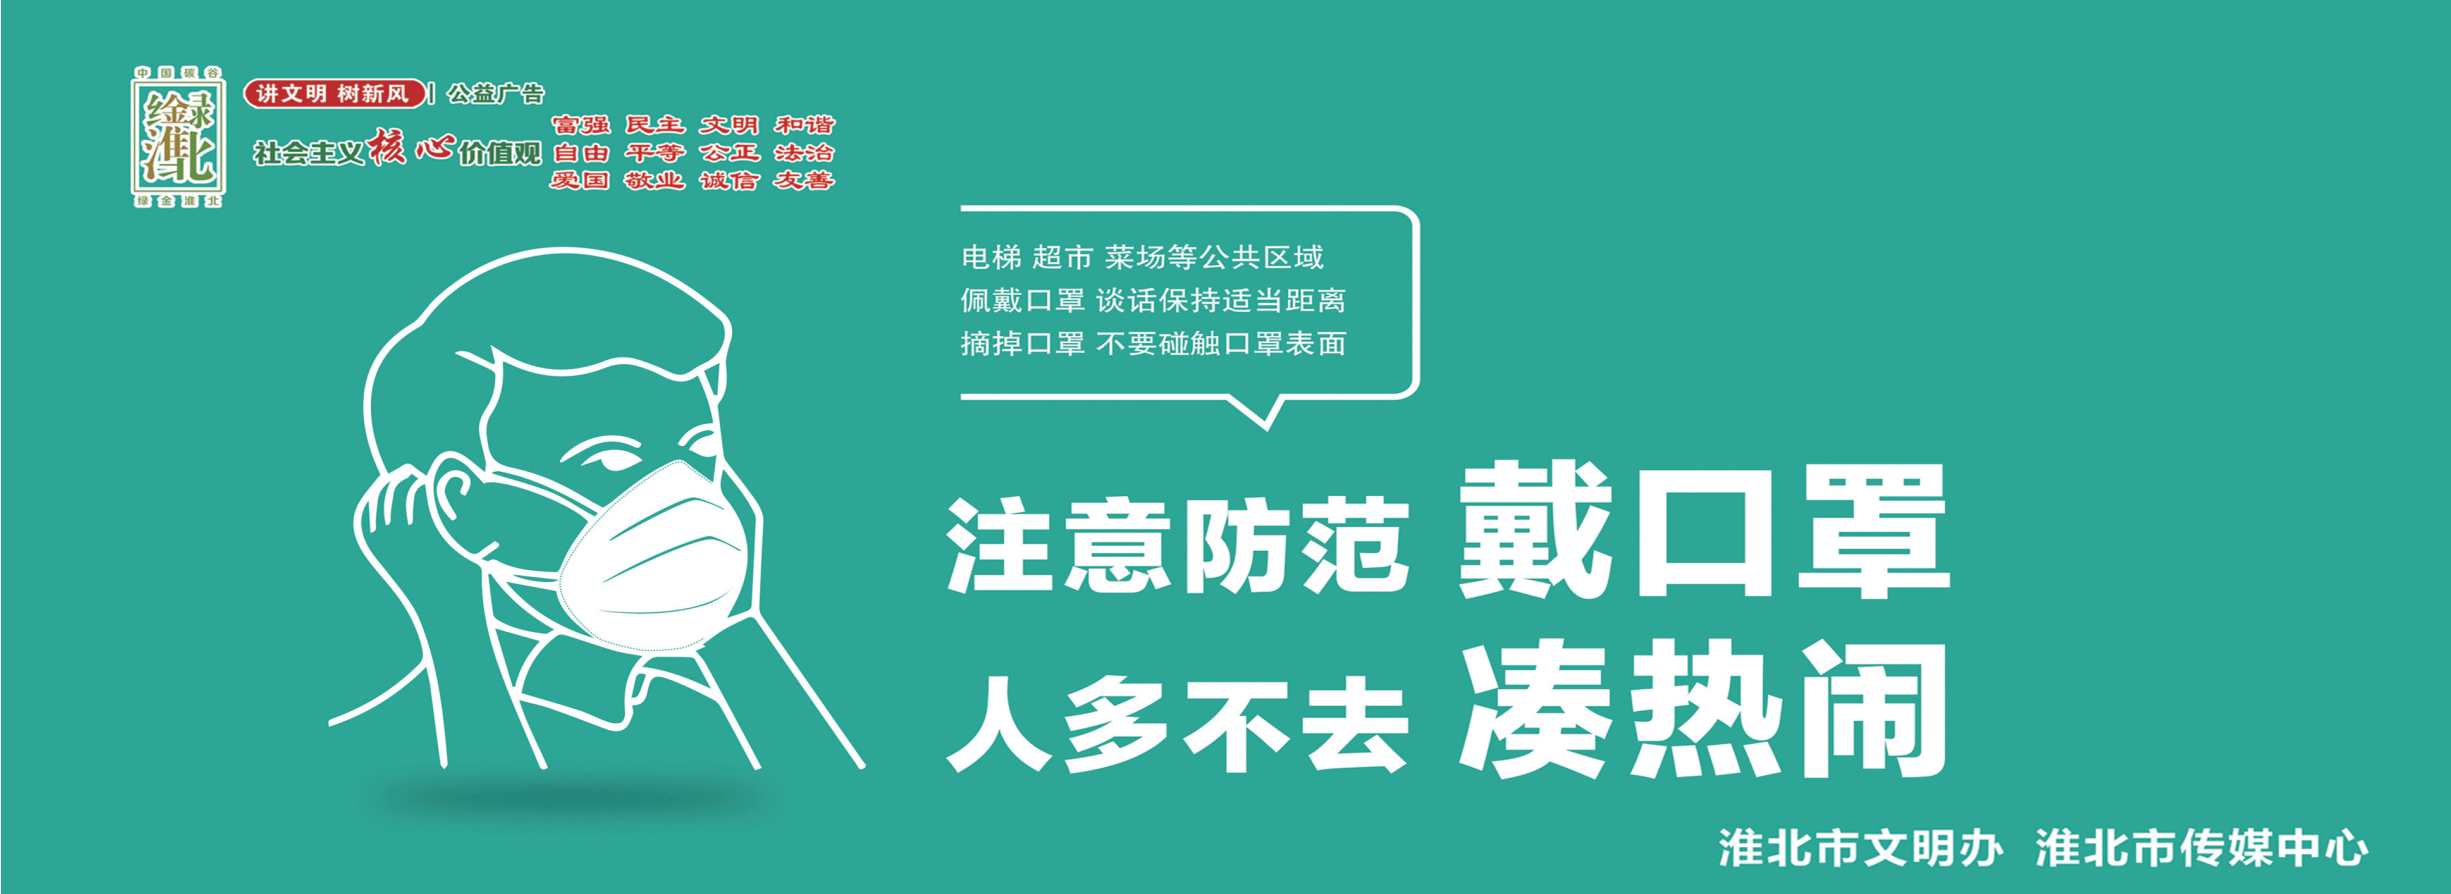 中国碳谷
绿金淮北
绿金淮北
讲文明 树新风 | 公益广告
社会主义核心价值观
富强 民主 文明 和谐
自由 平等 公正 法治
爱国 敬业 诚信 友善
电梯 超市 菜场等公共区域
佩戴口罩 谈话保持适当距离
摘掉口罩 不要碰触口罩表面
注意防范 戴口罩
人多不去 凑热闹
淮北市文明办 淮北市传媒中心